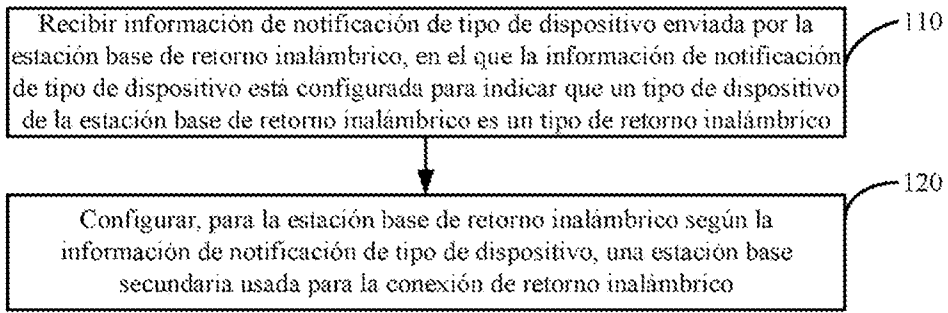 Recibir información de notificación de tipo de dispositivo enviada por la
estación base de retorno inalámbrico, en el que la información de notificación
de tipo de dispositivo está configurada para indicar que un tipo de dispositivo
de la estación base de retorno inalámbrico es un tipo de retorno inalámbrico
110
Configurar, para la estación base de retorno inalámbrico según la
información de notificación de tipo de dispositivo, una estación base
secundaria usada para la conexión de retorno inalámbrico
120